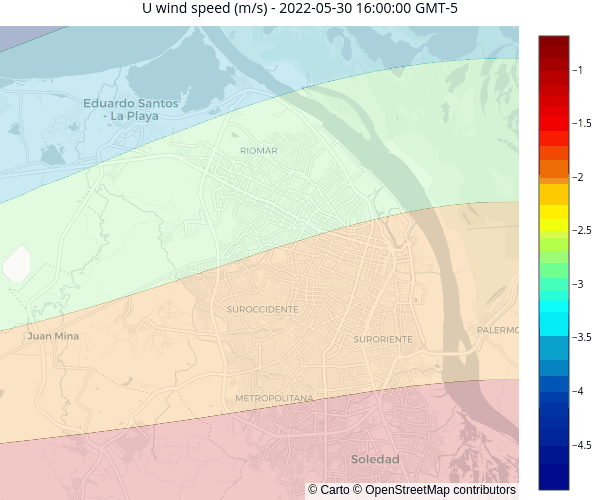 U wind speed (m/s) - 2022-05-30 16:00:00 GMT-5
Eduardo Santos
- La Playa
RIOMAR
SUROCCIDENTE
Juan Mina
SURORIENTE
PALERMO
METROPOLITANA
Soledad
© Carto © OpenStreetMap contributors
−1
−1.5
−2
−2.5
−3
−3.5
−4
−4.5